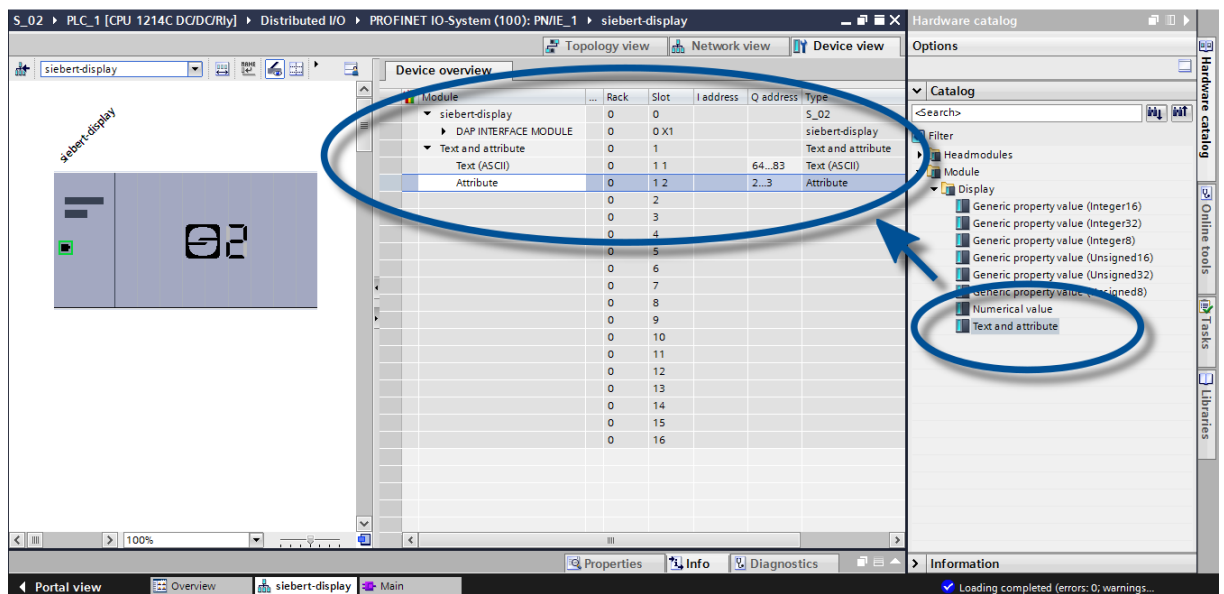 S_02 ▸ PLC_1 [CPU 1214C DC/DC/Rly] ▸ Distributed I/O ▸ PROFINET IO-System (100): PN/IE_1 ▸ siebert-display
Topology view Network view Device view
siebert-display
siebert-display
100%
Device overview
Module ... Rack Slot I address Q address Type
siebert-display 0 0 S_02
DAP INTERFACE MODULE 0 0 X1 siebert-display
Text and attribute 0 1 Text and attribute
Text (ASCII) 0 1 1 64...83 Text (ASCII)
Attribute 0 1 2 2...3 Attribute
0 2
0 3
0 4
0 5
0 6
0 7
0 8
0 9
0 10
0 11
0 12
0 13
0 14
0 15
0 16
Properties Info Diagnostics
Hardware catalog
Options
Catalog
<Search>
Filter
Headmodules
Module
Display
Generic property value (Integer16)
Generic property value (Integer32)
Generic property value (Integer8)
Generic property value (Unsigned16)
Generic property value (Unsigned32)
Generic property value (Unsigned8)
Numerical value
Text and attribute
Information
Hardware catalog
Online tools
Tasks
Libraries
Portal view Overview siebert-display Main
Loading completed (errors: 0; warnings...